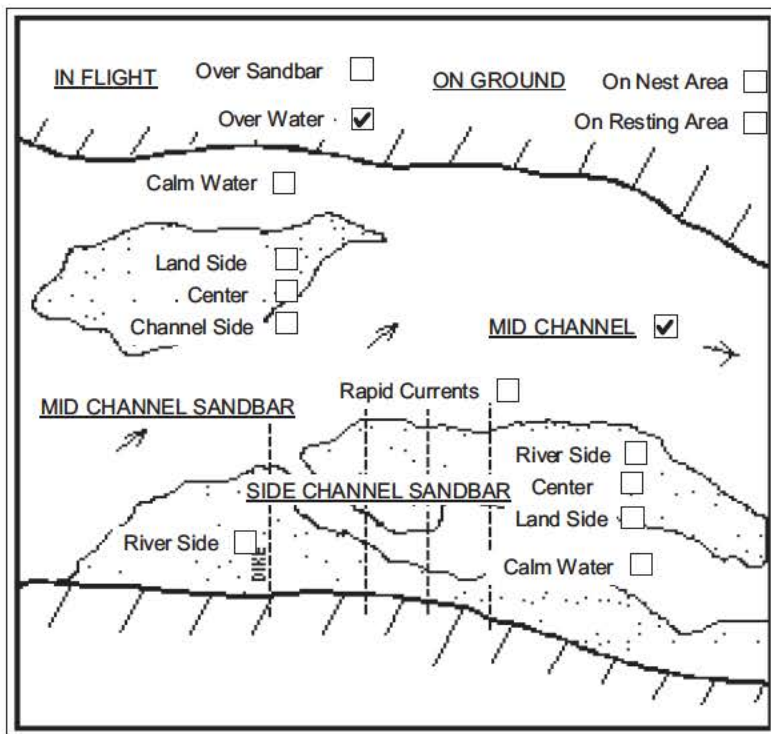 IN FLIGHT
Over Sandbar
ON GROUND
On Nest Area
Over Water
On Resting Area
Calm Water
Land Side
Center
Channel Side
MID CHANNEL
Rapid Currents
MID CHANNEL SANDBAR
River Side
SIDE CHANNEL SANDBAR
Center
Land Side
River Side
DIKE
Calm Water